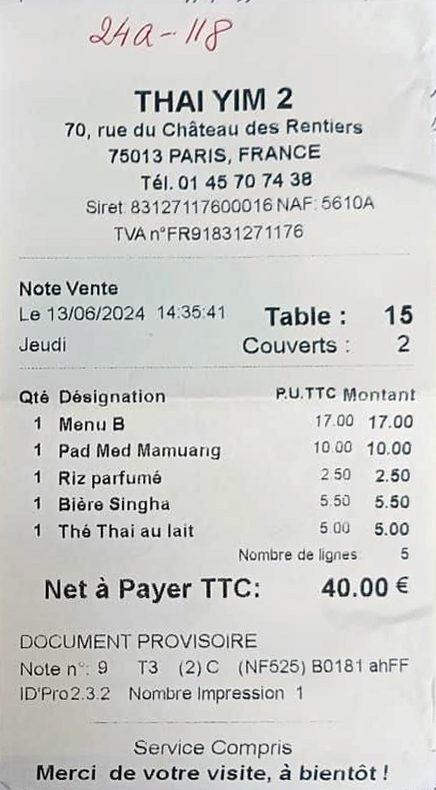 24a-118
THAI YIM 2
70, rue du Château des Rentiers
75013 PARIS, FRANCE
Tél. 01 45 70 74 38
Siret: 83127117600016 NAF: 5610A
TVA n°FR91831271176
Note Vente
Le 13/06/2024 14:35:41 Table : 15
Jeudi Couverts : 2
Qté Désignation P.U.TTC Montant
1 Menu B 17.00 17.00
1 Pad Med Mamuang 10.00 10.00
1 Riz parfumé 2.50 2.50
1 Bière Singha 5.50 5.50
1 Thé Thai au lait 5.00 5.00
Nombre de lignes: 5
Net à Payer TTC: 40.00 €
DOCUMENT PROVISOIRE
Note n°: 9 T3 (2) C (NF525) B0181 ahFF
ID'Pro2.3.2 Nombre Impression 1
Service Compris
Merci de votre visite, à bientôt !